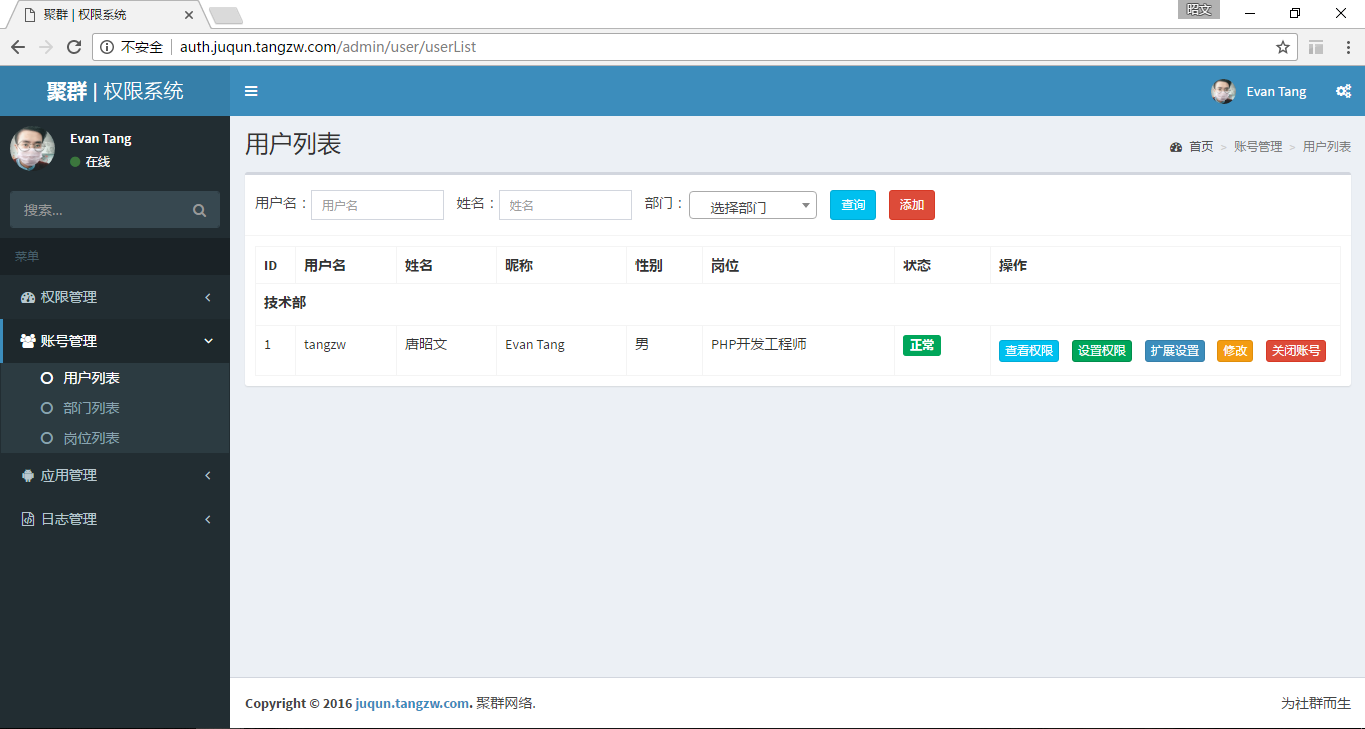 聚群 | 权限系统
昭文
不安全 auth.juqun.tangzw.com/admin/user/userList
聚群 | 权限系统
Evan Tang
Evan Tang
在线
搜索...
菜单
权限管理
账号管理
用户列表
部门列表
岗位列表
应用管理
日志管理
用户列表
首页 > 账号管理 > 用户列表
用户名： 用户名 姓名： 姓名 部门： 选择部门 查询 添加
ID 用户名 姓名 昵称 性别 岗位 状态 操作
技术部
1 tangzw 唐昭文 Evan Tang 男 PHP开发工程师 正常 查看权限 设置权限 扩展设置 修改 关闭账号
Copyright © 2016 juqun.tangzw.com. 聚群网络.
为社群而生